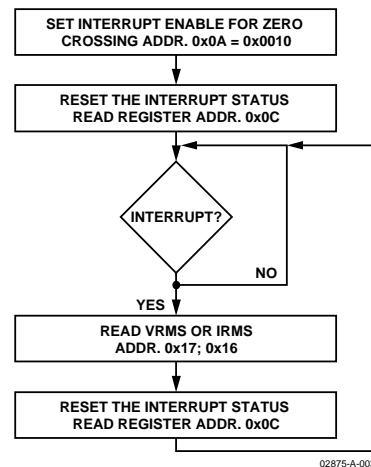 SET INTERRUPT ENABLE FOR ZERO
CROSSING ADDR. 0x0A = 0x0010
RESET THE INTERRUPT STATUS
READ REGISTER ADDR. 0x0C
INTERRUPT?
NO
YES
READ VRMS OR IRMS
ADDR. 0x17; 0x16
RESET THE INTERRUPT STATUS
READ REGISTER ADDR. 0x0C